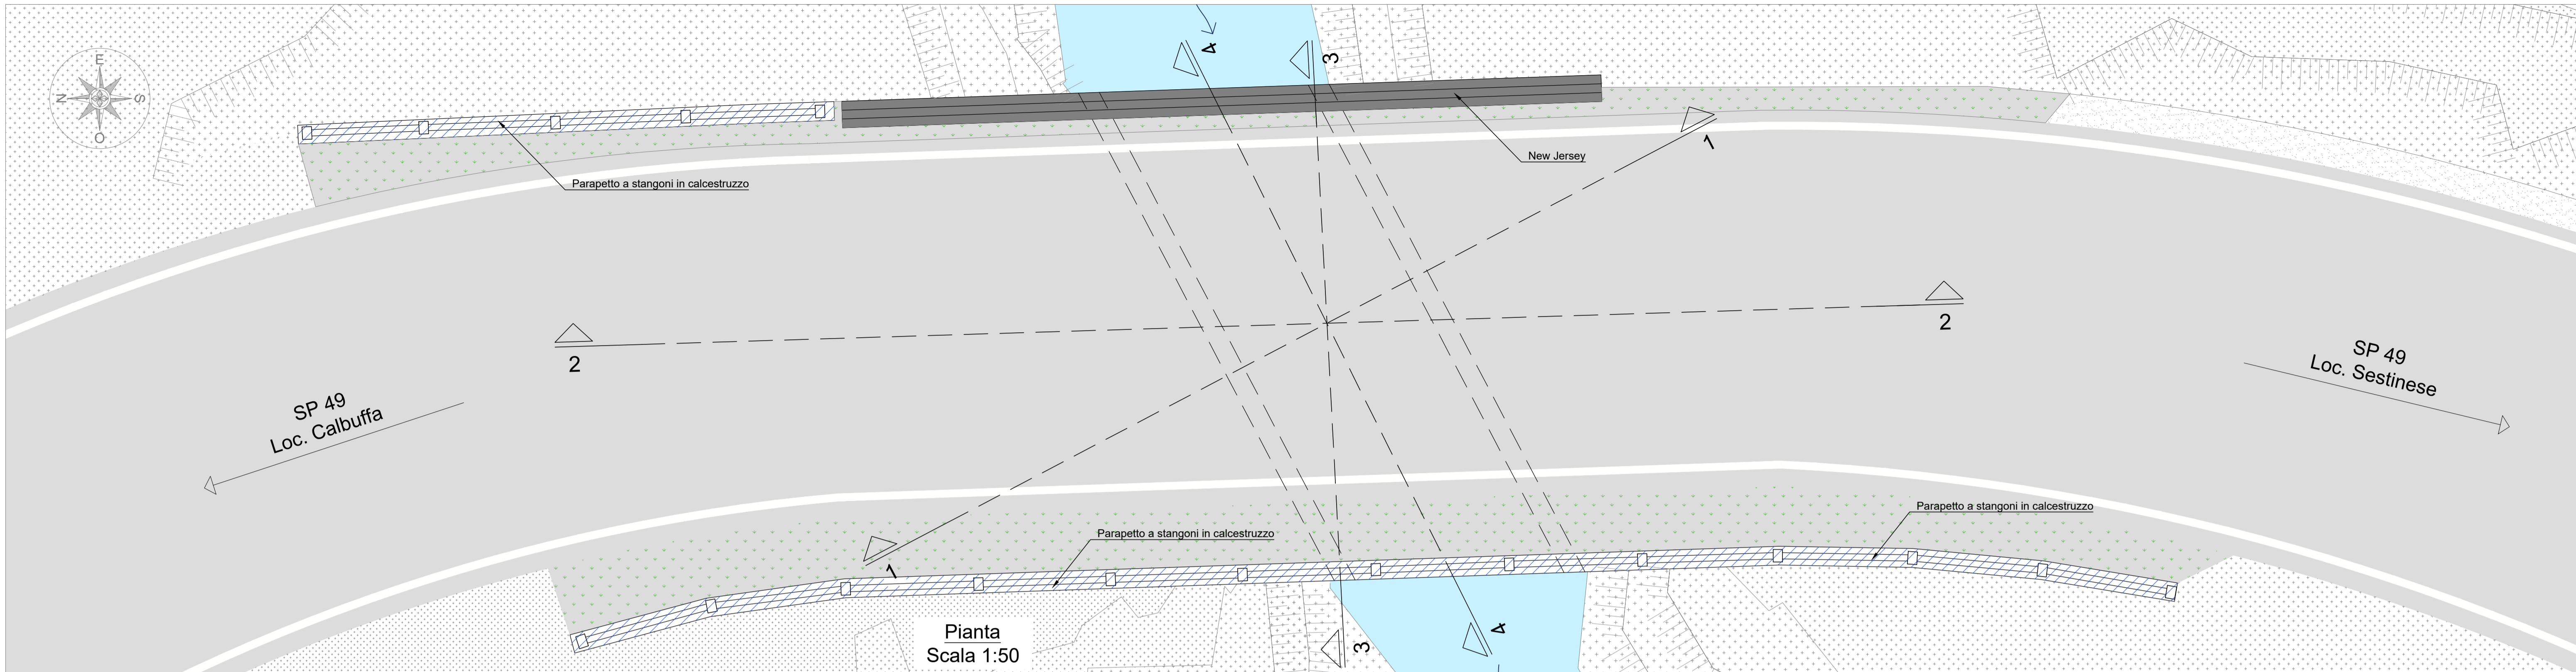 E
N
S
O
4
3
New Jersey
1
Parapetto a stangoni in calcestruzzo
2
2
SP 49
Loc. Calbuffa
SP 49
Loc. Sestinese
Parapetto a stangoni in calcestruzzo
Parapetto a stangoni in calcestruzzo
1
Pianta
Scala 1:50
3
4